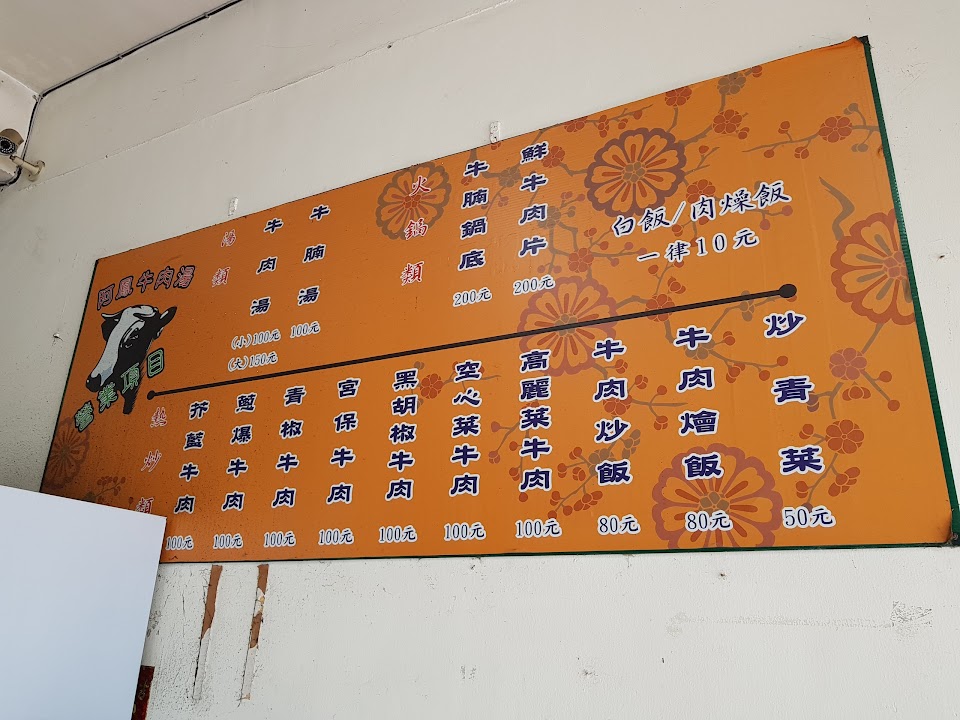 阿鳳牛肉湯
營業項目
湯類
牛肉湯
(小)100元
(大)150元
牛腩湯
100元
火鍋類
牛腩鍋底
200元
鮮牛肉片
200元
白飯/肉燥飯
一律10元
熱炒類
芥藍牛肉
100元
蔥爆牛肉
100元
青椒牛肉
100元
宮保牛肉
100元
黑胡椒牛肉
100元
空心菜牛肉
100元
高麗菜牛肉
100元
牛肉炒飯
80元
牛肉燴飯
80元
炒青菜
50元